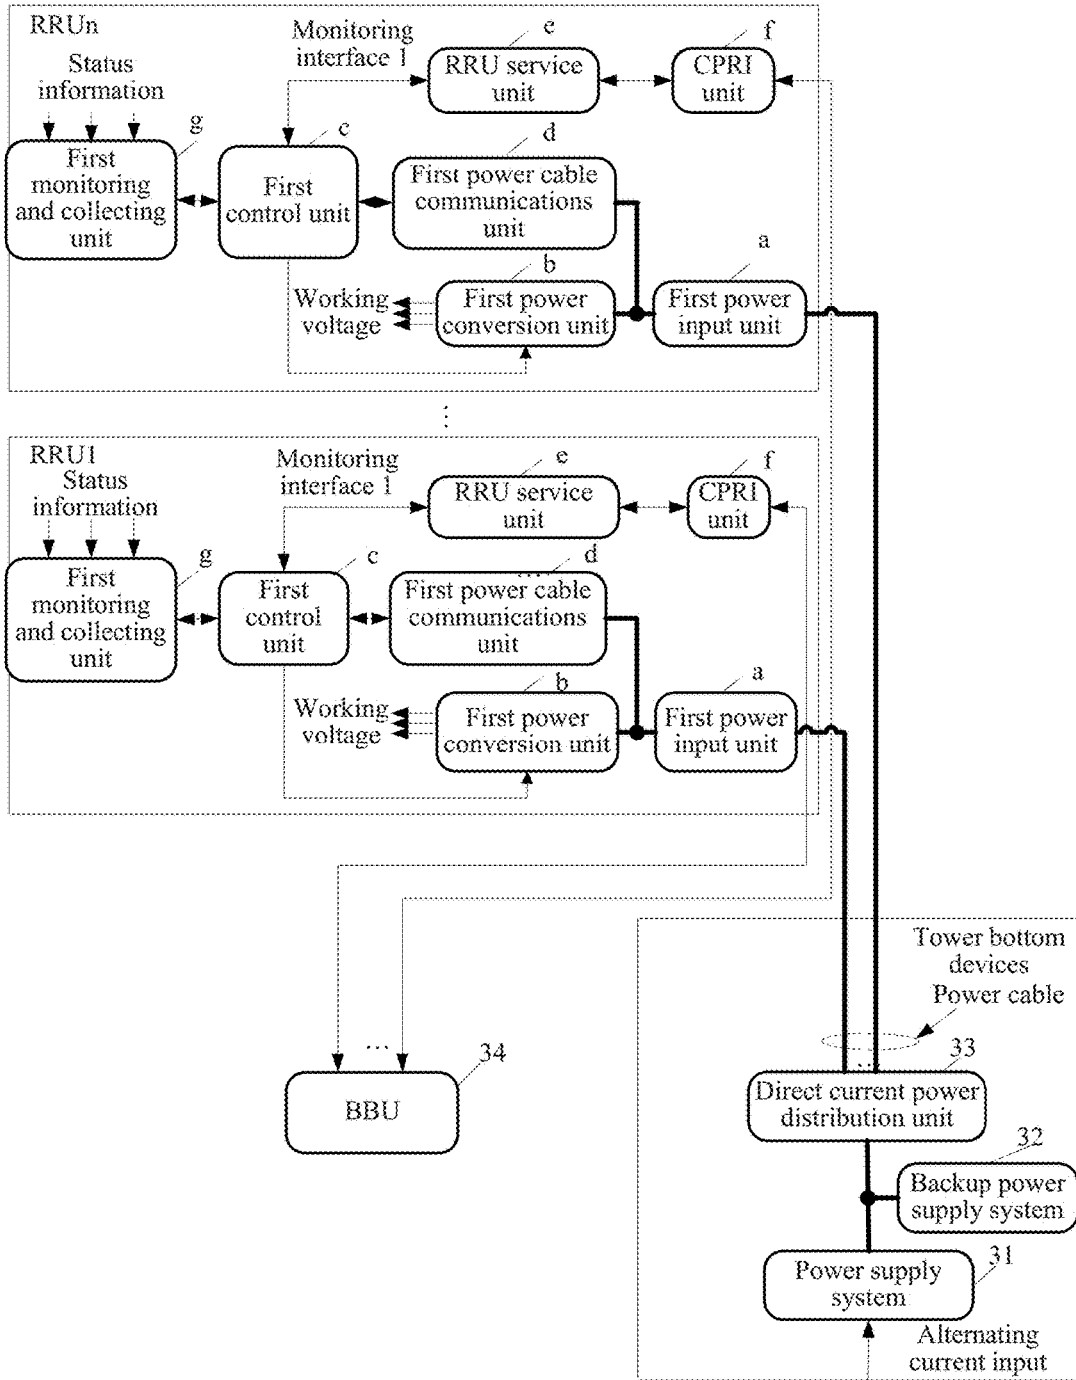 RRUn
Status
information
Monitoring
interface 1
e
RRU service
unit
f
CPRI
unit
g
First
monitoring
and collecting
unit
c
First
control unit
d
First power cable
communications
unit
Working
voltage
b
First power
conversion unit
a
First power
input unit
⋮
RRU1
Status
information
Monitoring
interface 1
e
RRU service
unit
f
CPRI
unit
g
First
monitoring
and collecting
unit
c
First
control
unit
d
First power cable
communications
unit
Working
voltage
b
First power
conversion unit
a
First power
input unit
Tower bottom
devices
Power cable
...
34
BBU
...
33
Direct current power
distribution unit
32
Backup power
supply system
31
Power supply
system
Alternating
current input